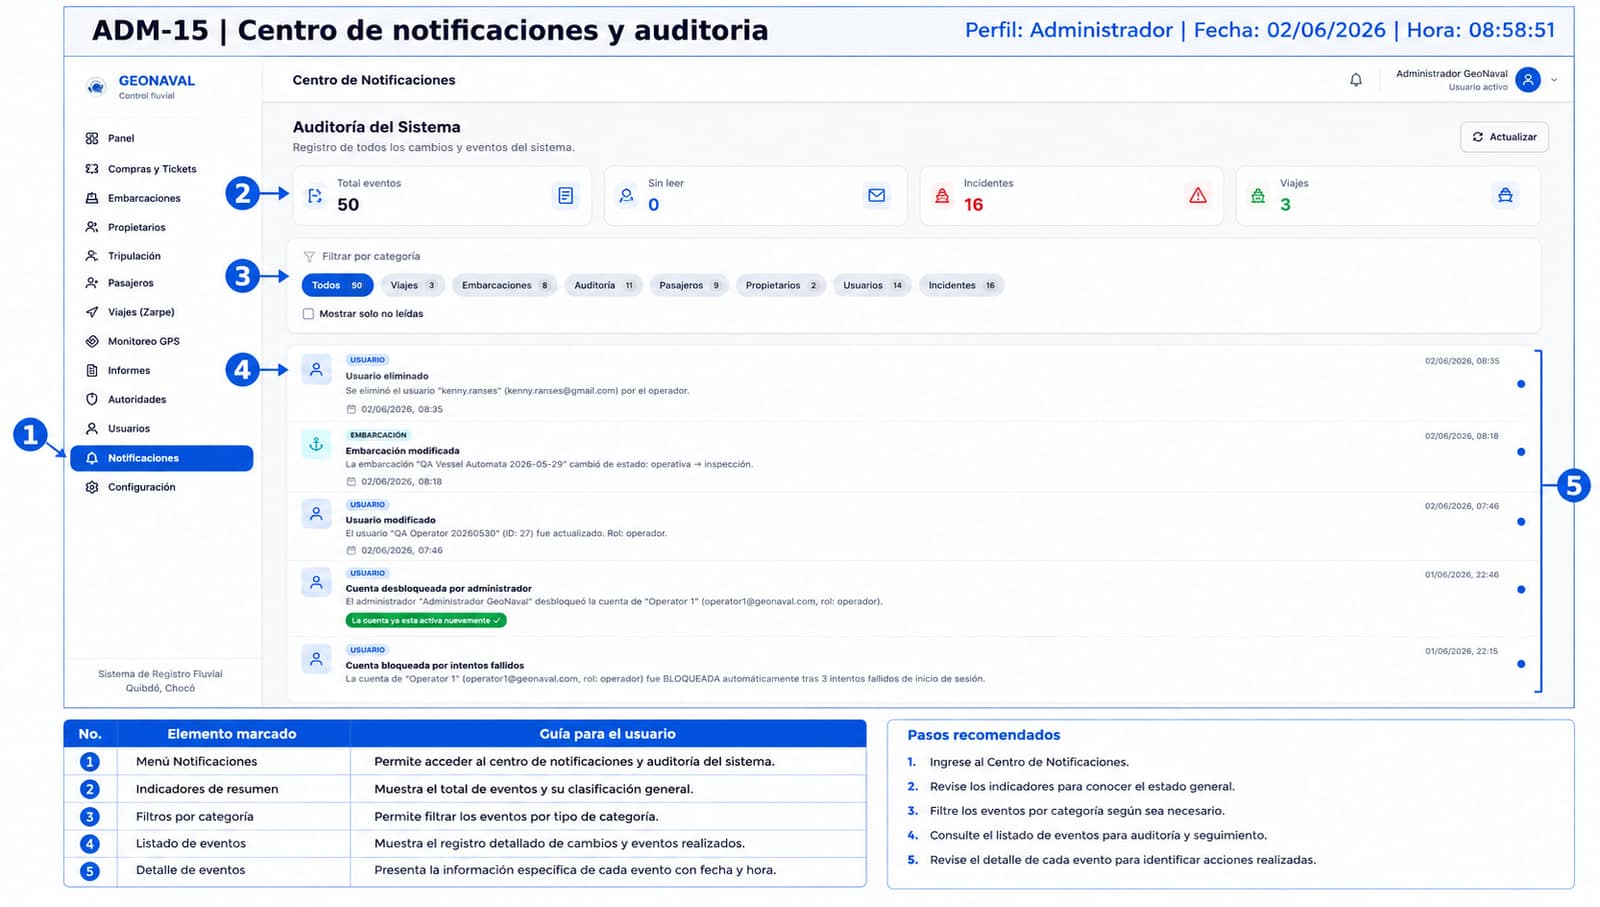 ADM-15 | Centro de notificaciones y auditoria
Perfil: Administrador | Fecha: 02/06/2026 | Hora: 08:58:51
GEONAVAL
Control fluvial
Centro de Notificaciones
Administrador GeoNaval
Usuario activo
Panel
Compras y Tickets
Embarcaciones
Propietarios
Tripulación
Pasajeros
Viajes (Zarpe)
Monitoreo GPS
Informes
Autoridades
Usuarios
1
Notificaciones
Configuración
Sistema de Registro Fluvial
Quibdó, Chocó
Auditoría del Sistema
Registro de todos los cambios y eventos del sistema.
Actualizar
2
Total eventos
50
Sin leer
0
Incidentes
16
Viajes
3
3
Filtrar por categoría
Todos 50 Viajes 3 Embarcaciones 8 Auditoría 11 Pasajeros 9 Propietarios 2 Usuarios 14 Incidentes 16
Mostrar solo no leídas
4
USUARIO
Usuario eliminado
Se eliminó el usuario "kenny.ranses" (kenny.ranses@gmail.com) por el operador.
02/06/2026, 08:35
02/06/2026, 08:35
EMBARCACIÓN
Embarcación modificada
La embarcación "QA Vessel Automata 2026-05-29" cambió de estado: operativa → inspección.
02/06/2026, 08:18
02/06/2026, 08:18
USUARIO
Usuario modificado
El usuario "QA Operator 20260530" (ID: 27) fue actualizado. Rol: operador.
02/06/2026, 07:46
02/06/2026, 07:46
USUARIO
Cuenta desbloqueada por administrador
El administrador "Administrador GeoNaval" desbloqueó la cuenta de "Operator 1" (operator1@geonaval.com, rol: operador).
La cuenta ya esta activa nuevamente ✓
01/06/2026, 22:46
USUARIO
Cuenta bloqueada por intentos fallidos
La cuenta de "Operator 1" (operator1@geonaval.com, rol: operador) fue BLOQUEADA automáticamente tras 3 intentos fallidos de inicio de sesión.
01/06/2026, 22:15
5
No. Elemento marcado Guía para el usuario
1 Menú Notificaciones Permite acceder al centro de notificaciones y auditoría del sistema.
2 Indicadores de resumen Muestra el total de eventos y su clasificación general.
3 Filtros por categoría Permite filtrar los eventos por tipo de categoría.
4 Listado de eventos Muestra el registro detallado de cambios y eventos realizados.
5 Detalle de eventos Presenta la información específica de cada evento con fecha y hora.
Pasos recomendados
1. Ingrese al Centro de Notificaciones.
2. Revise los indicadores para conocer el estado general.
3. Filtre los eventos por categoría según sea necesario.
4. Consulte el listado de eventos para auditoría y seguimiento.
5. Revise el detalle de cada evento para identificar acciones realizadas.